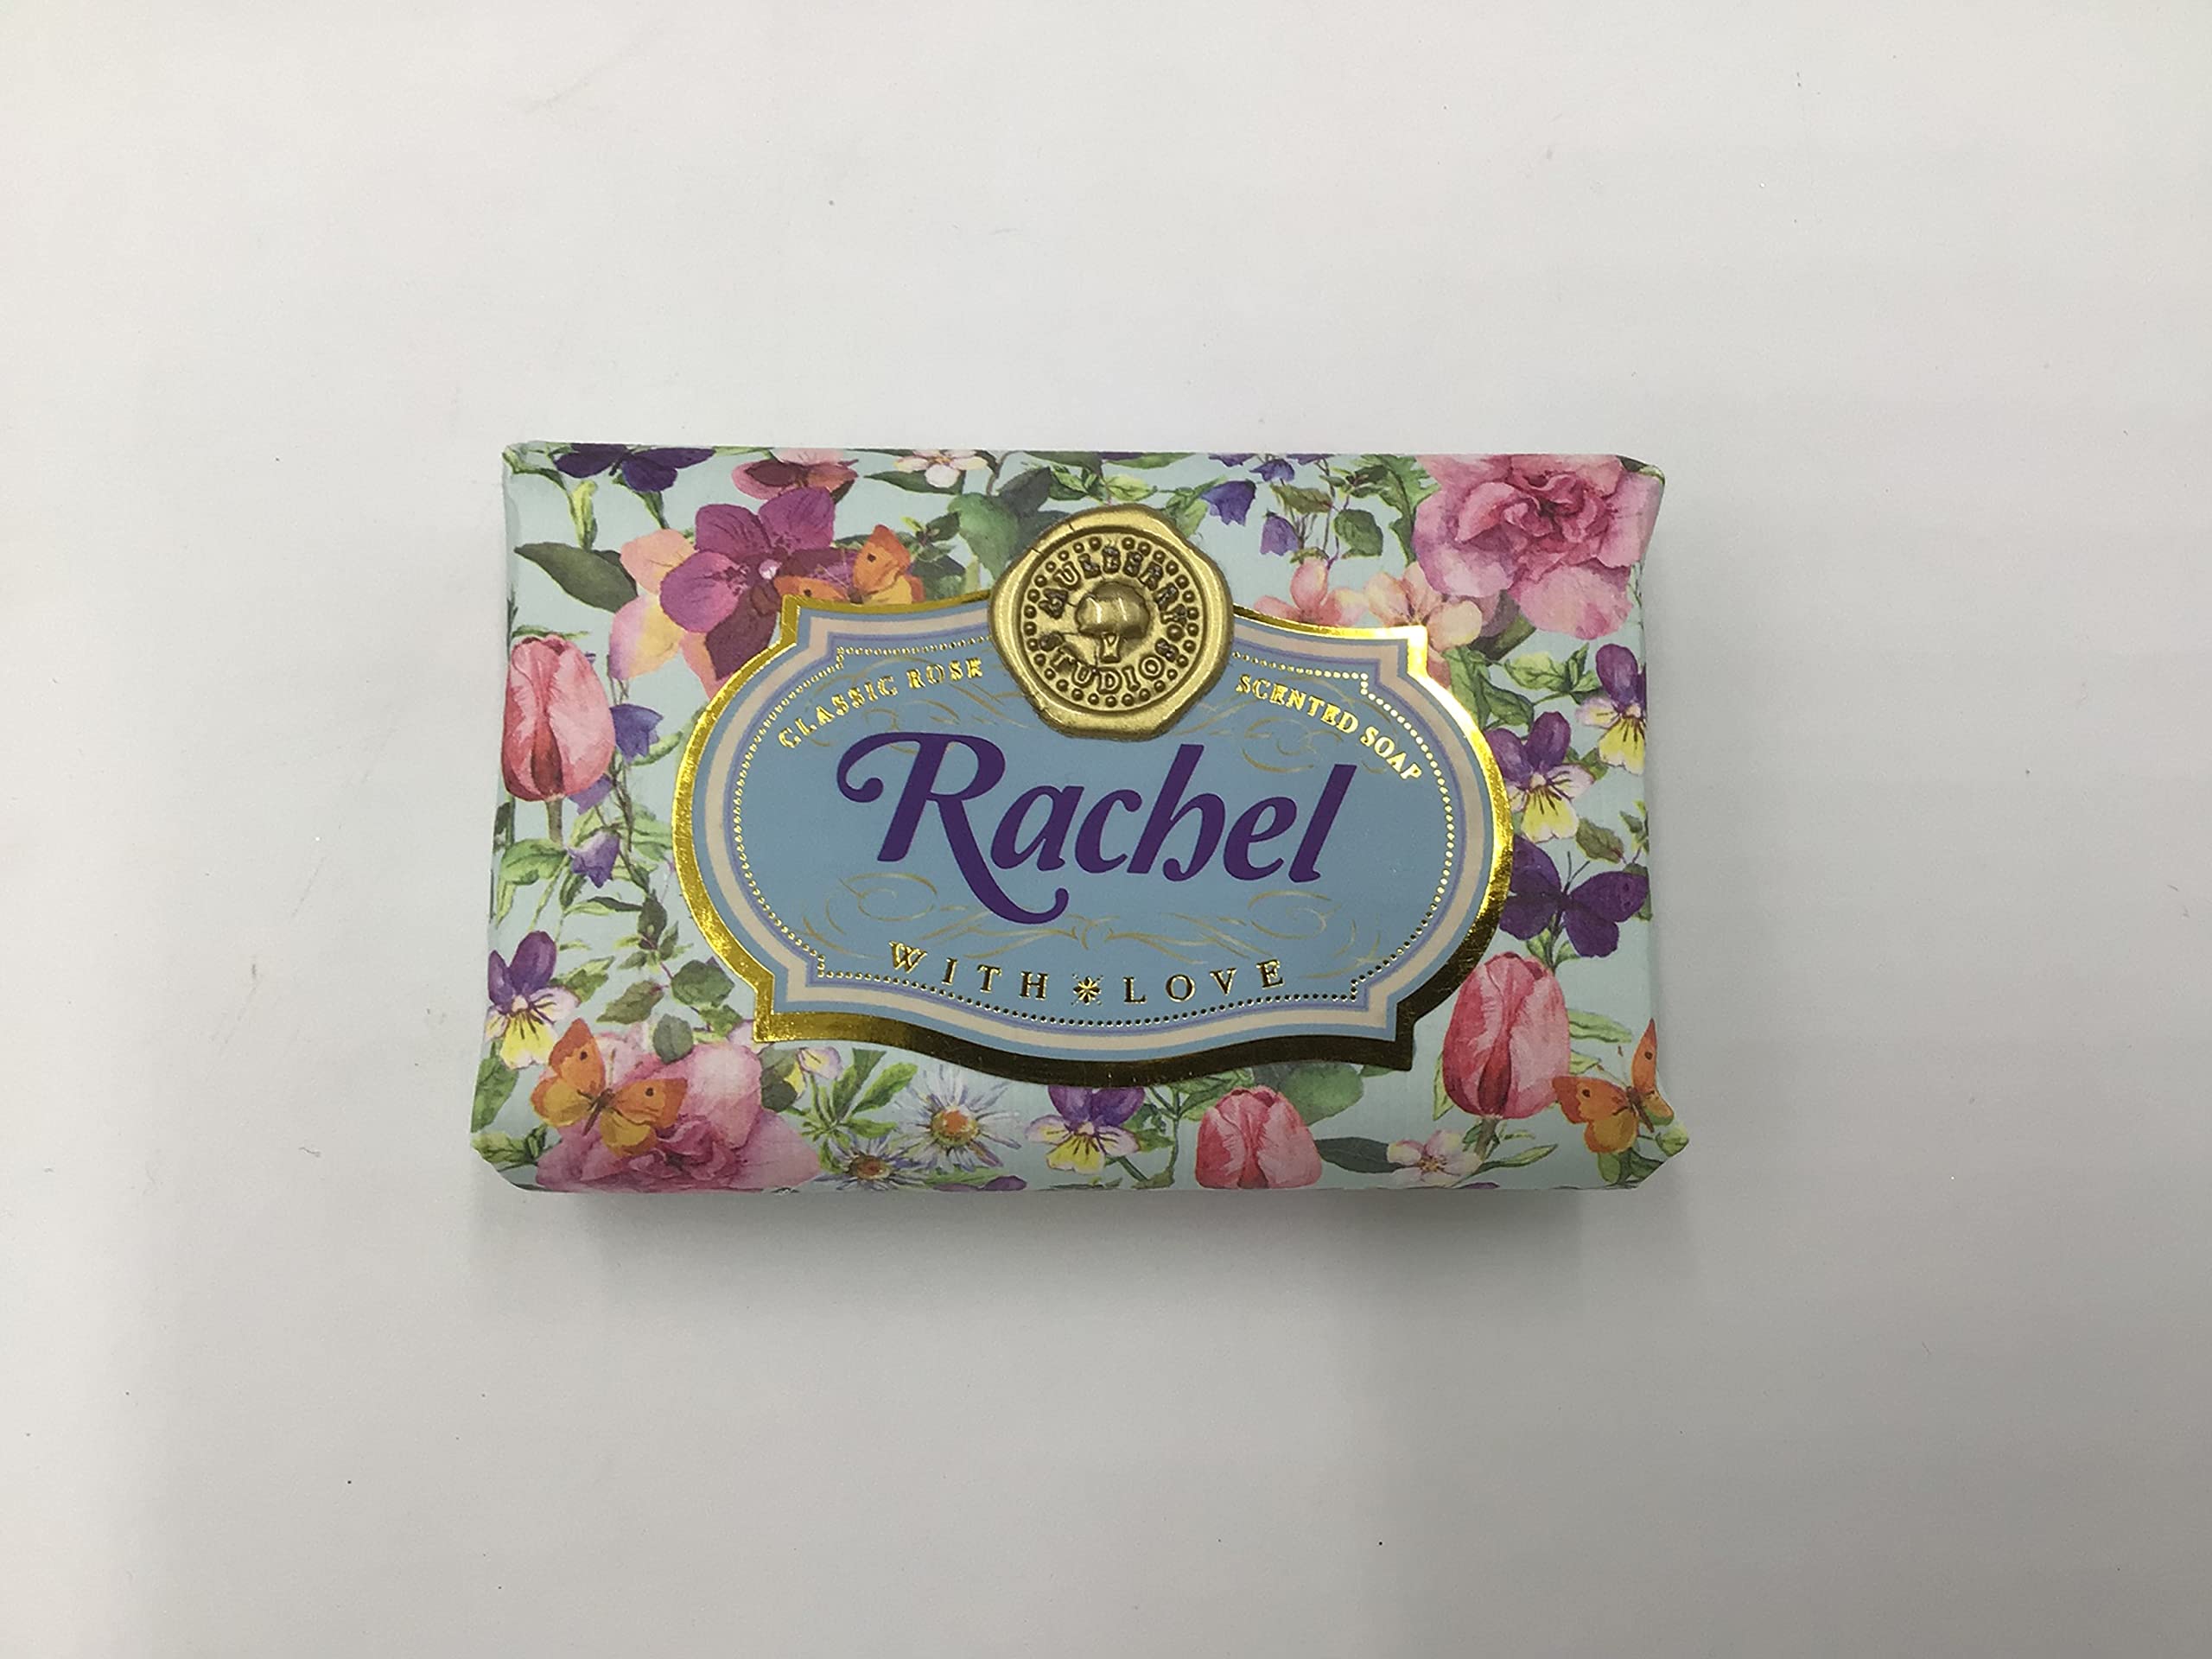 MULBERRY STUDIOS
CLASSIC ROSE SCENTED SOAP
Rachel
WITH LOVE